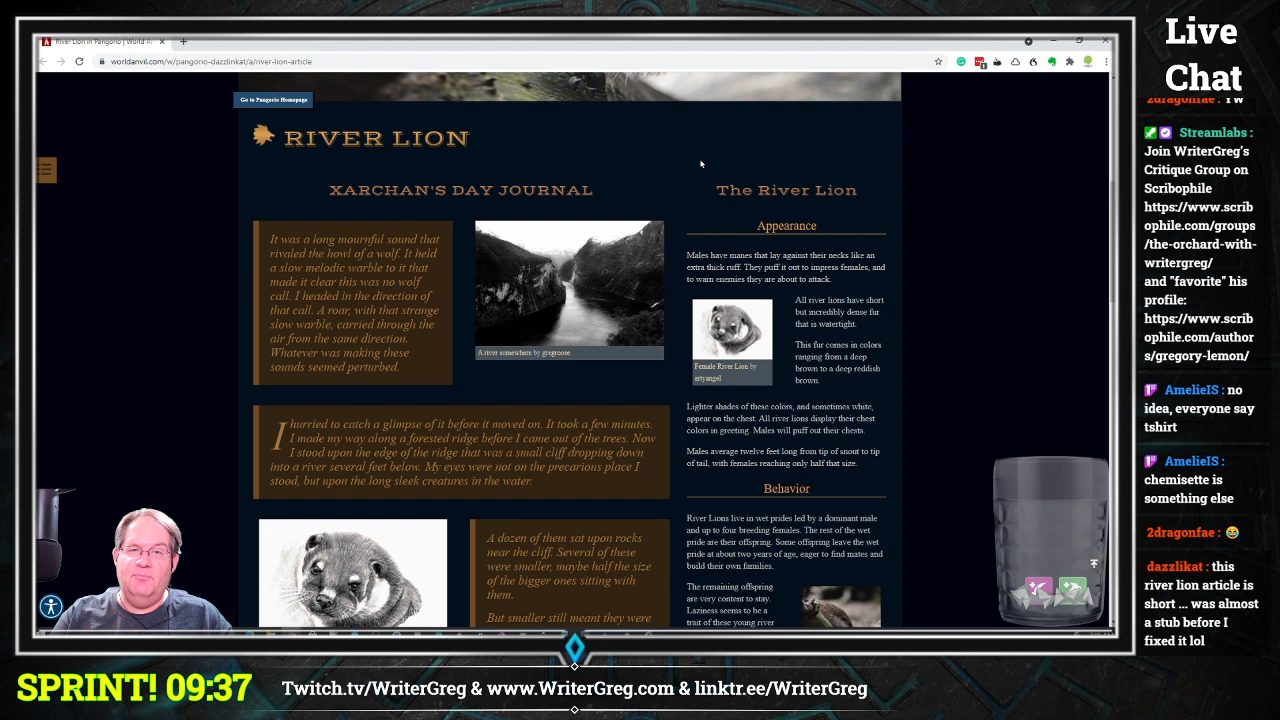 River Lion in Pangorio | World A
worldanvil.com/w/pangorio-dazzlinkat/a/river-lion-article
Go to Pangorio Homepage
RIVER LION
XARCHAN'S DAY JOURNAL
It was a long mournful sound that
rivaled the howl of a wolf. It held
a slow melodic warble to it that
made it clear this was no wolf
call. I headed in the direction of
that call. A roar, with that strange
slow warble, carried through the
air from the same direction.
Whatever was making these
sounds seemed perturbed.
A river somewhere by gregroose
I hurried to catch a glimpse of it before it moved on. It took a few minutes.
I made my way along a forested ridge before I came out of the trees. Now
I stood upon the edge of the ridge that was a small cliff dropping down
into a river several feet below. My eyes were not on the precarious place I
stood, but upon the long sleek creatures in the water.
A dozen of them sat upon rocks
near the cliff. Several of these
were smaller, maybe half the size
of the bigger ones sitting with
them.
But smaller still meant they were
The River Lion
Appearance
Males have manes that lay against their necks like an
extra thick ruff. They puff it out to impress females, and
to warn enemies they are about to attack.
Female River Lion by
artyangel
All river lions have short
but incredibly dense fur
that is watertight.
This fur comes in colors
ranging from a deep
brown to a deep reddish
brown.
Lighter shades of these colors, and sometimes white,
appear on the chest. All river lions display their chest
colors in greeting. Males will puff out their chests.
Males average twelve feet long from tip of snout to tip
of tail, with females reaching only half that size.
Behavior
River Lions live in wet prides led by a dominant male
and up to four breeding females. The rest of the wet
pride are their offspring. Some offspring leave the wet
pride at about two years of age, eager to find mates and
build their own families.
The remaining offspring
are very content to stay.
Laziness seems to be a
trait of these young river
Live
Chat
2dragonfae : YW
Streamlabs :
Join WriterGreg's
Critique Group on
Scribophile
https://www.scrib
ophile.com/groups
/the-orchard-with-
writergreg/
and "favorite" his
profile:
https://www.scrib
ophile.com/author
s/gregory-lemon/
AmelieIS : no
idea, everyone say
tshirt
AmelieIS :
chemisette is
something else
2dragonfae : 😂
dazzlikat : this
river lion article is
short ... was almost
a stub before I
fixed it lol
SPRINT! 09:37
Twitch.tv/WriterGreg & www.WriterGreg.com & linktr.ee/WriterGreg